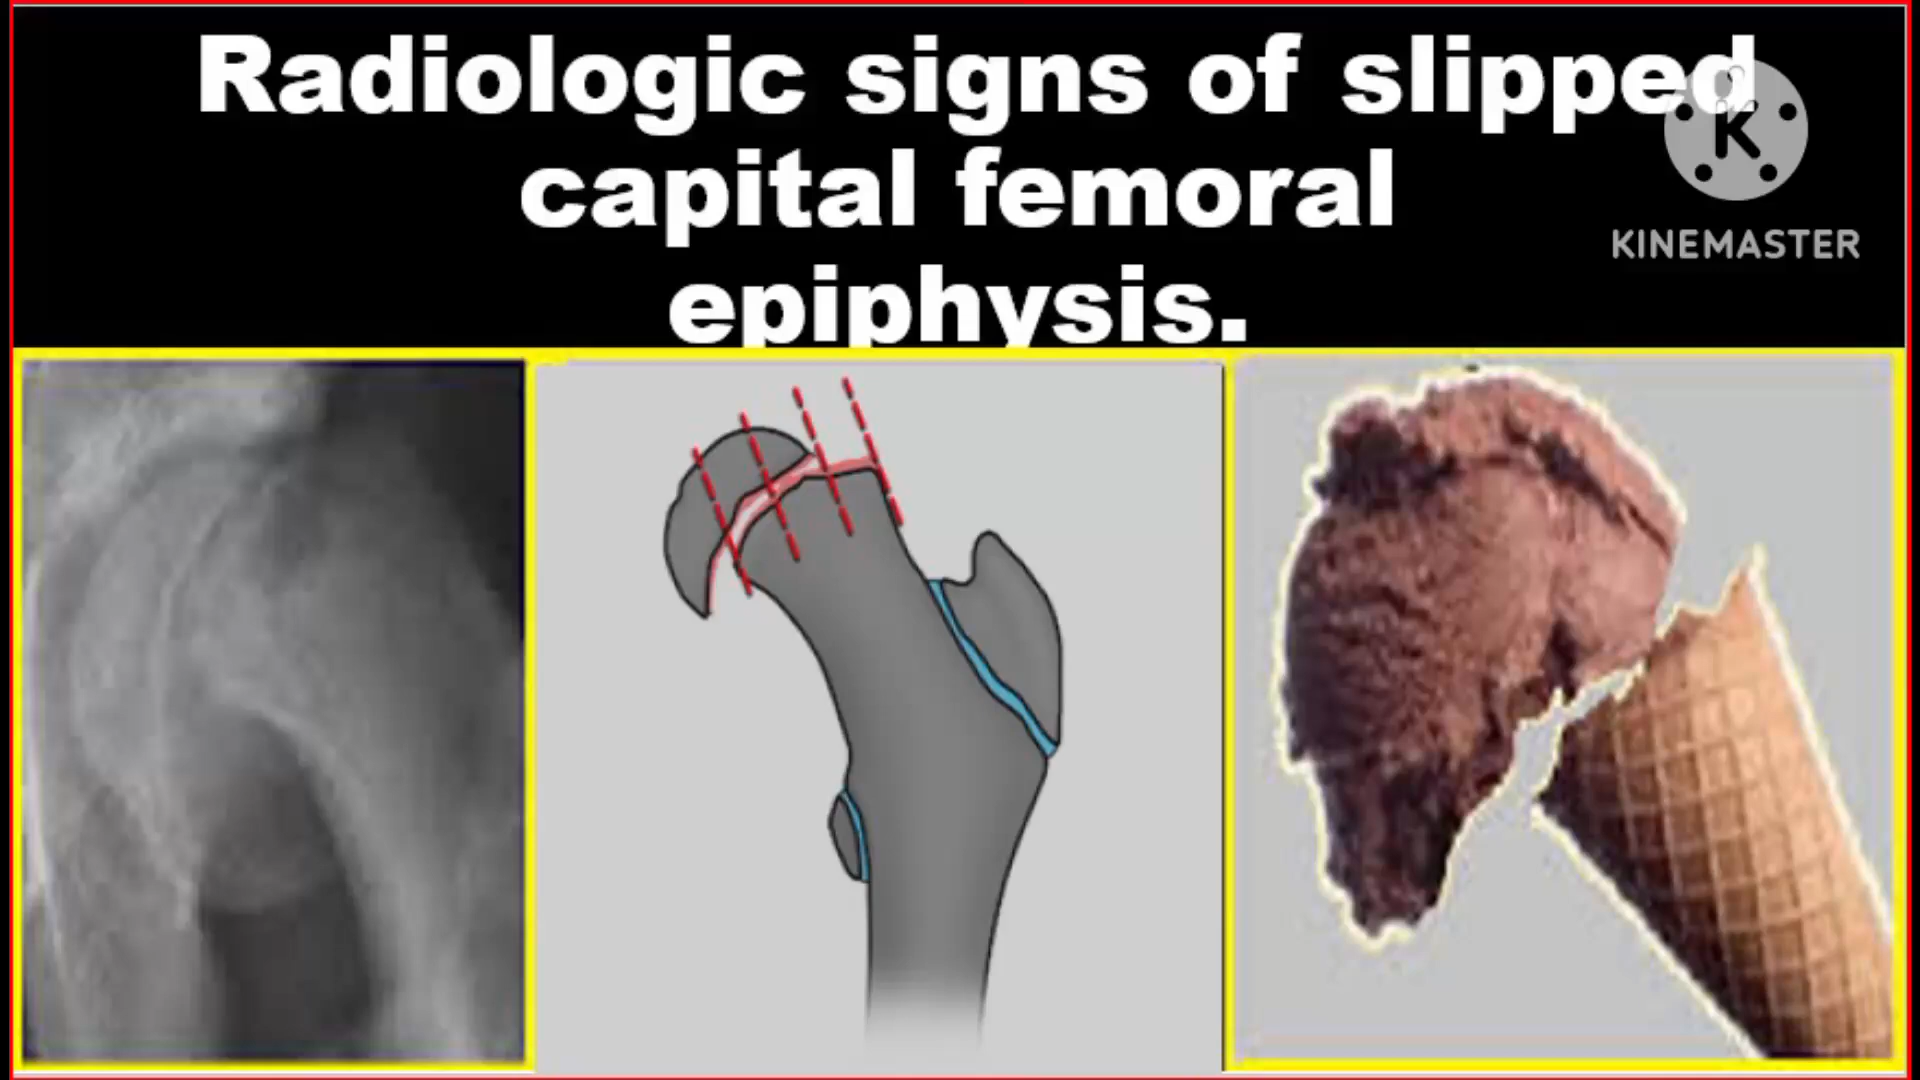 Radiologic signs of slipped
capital femoral
epiphysis.
K
KINEMASTER